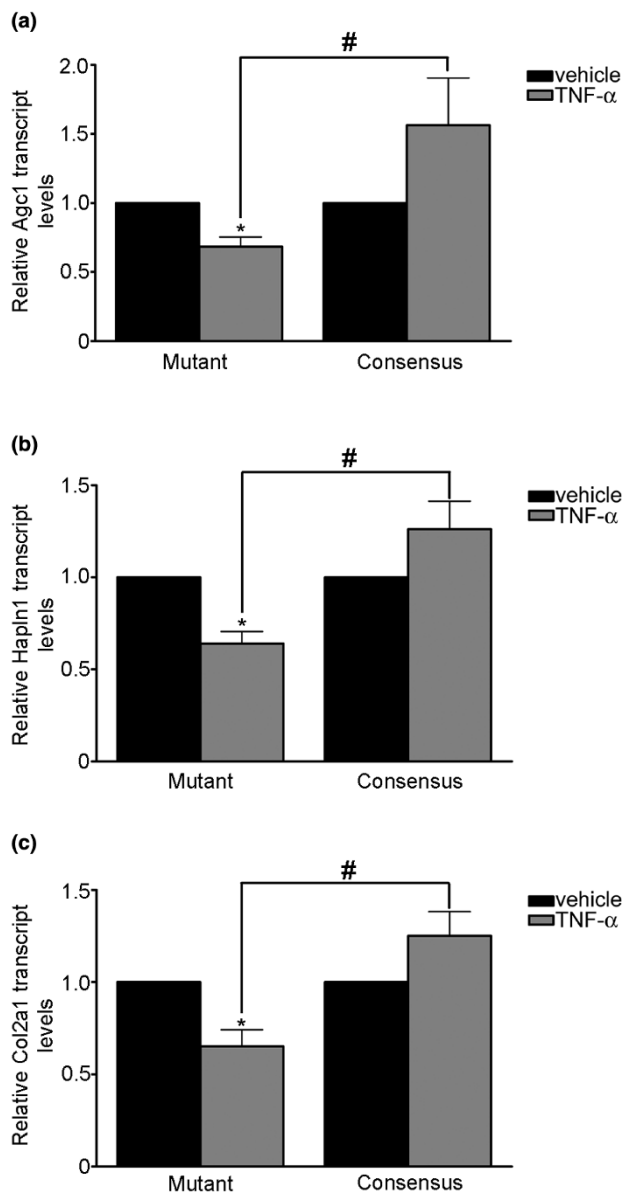 (a)
#
2.0
1.5
1.0
0.5
0
Relative Agc1 transcript
levels
*
Mutant
Consensus
vehicle
TNF-α
(b)
#
1.5
1.0
0.5
0
Relative Hapln1 transcript
levels
*
Mutant
Consensus
vehicle
TNF-α
(c)
#
1.5
1.0
0.5
0
Relative Col2a1 transcript
levels
*
Mutant
Consensus
vehicle
TNF-α